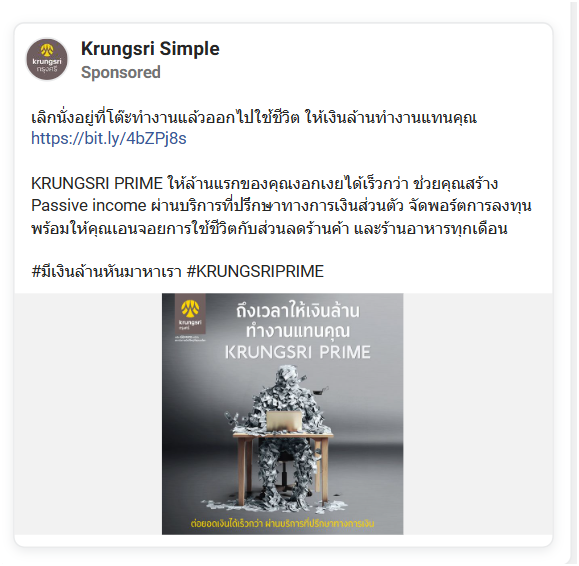 krungsri
กรุงศรี
Krungsri Simple
Sponsored
เลิกนั่งอยู่ที่โต๊ะทำงานแล้วออกไปใช้ชีวิต ให้เงินล้านทำงานแทนคุณ
https://bit.ly/4bZPj8s
KRUNGSRI PRIME ให้ล้านแรกของคุณงอกเงยได้เร็วกว่า ช่วยคุณสร้าง
Passive income ผ่านบริการที่ปรึกษาทางการเงินส่วนตัว จัดพอร์ตการลงทุน
พร้อมให้คุณเอนจอยการใช้ชีวิตกับส่วนลดร้านค้า และร้านอาหารทุกเดือน
#มีเงินล้านหันมาหาเรา #KRUNGSRIPRIME
krungsri
กรุงศรี
ถึงเวลาให้เงินล้าน
ทำงานแทนคุณ
KRUNGSRI PRIME
ต่อยอดเงินได้เร็วกว่า ผ่านบริการที่ปรึกษาทางการเงิน